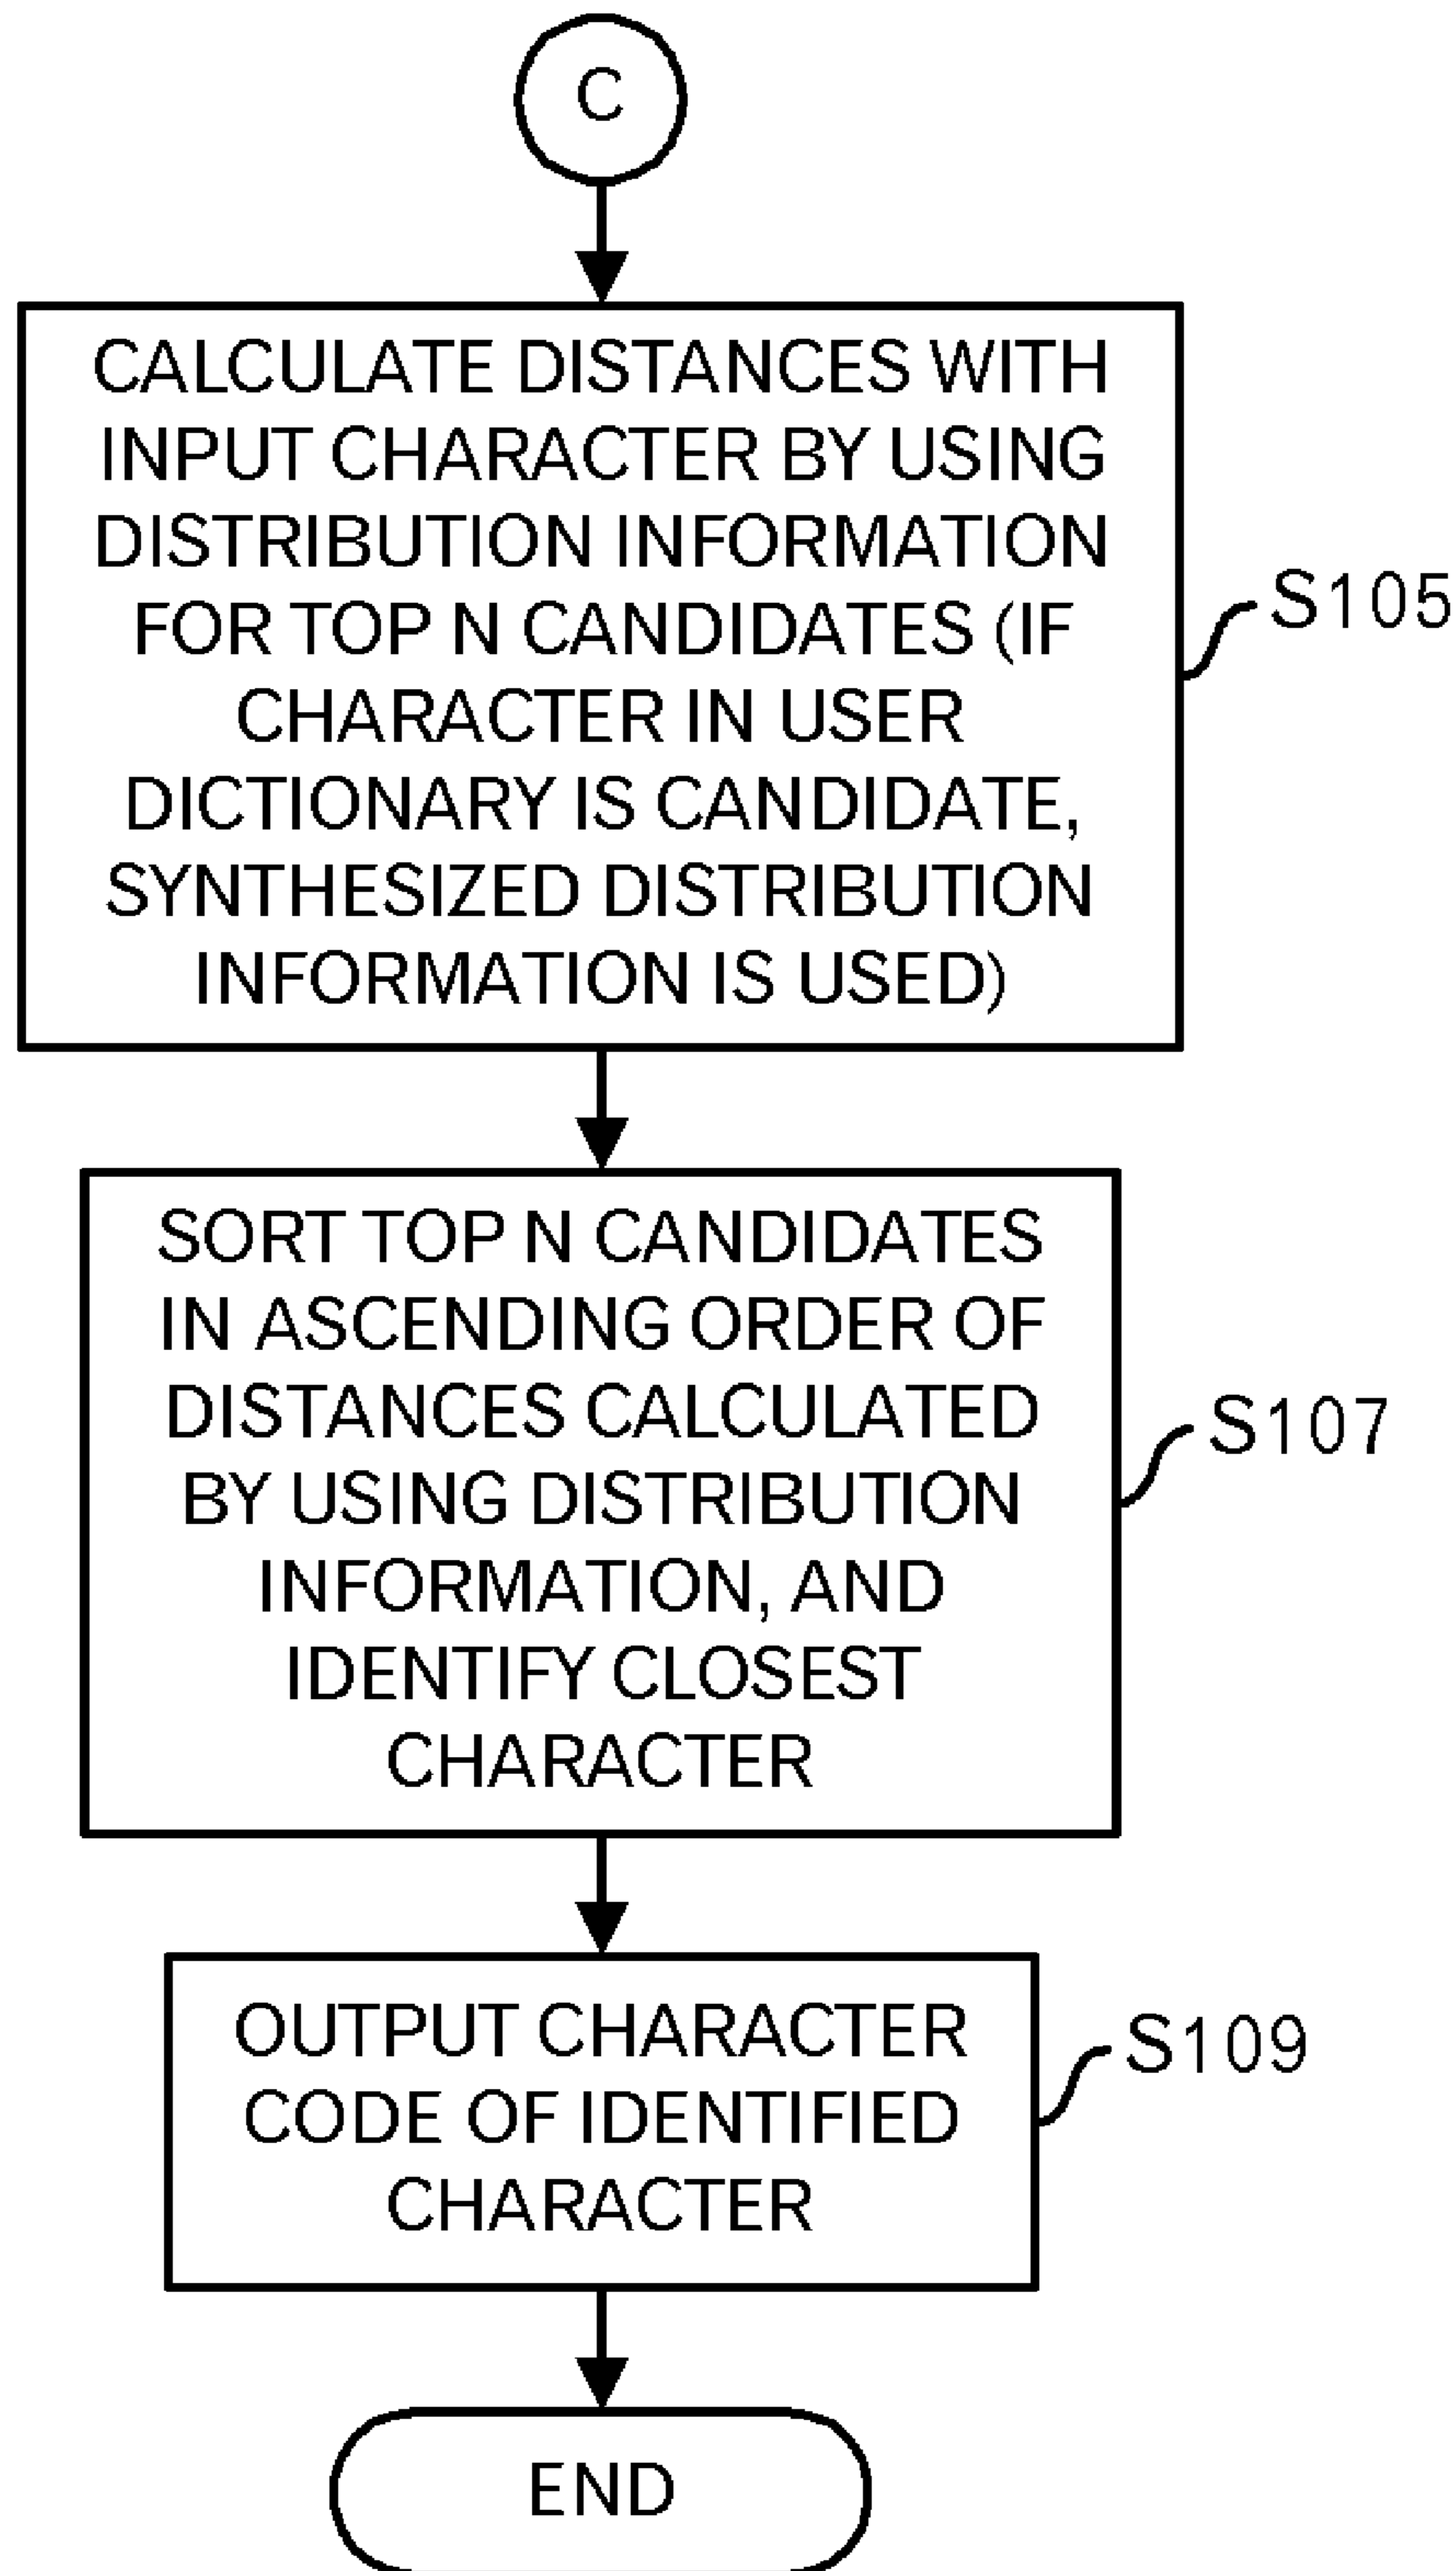 C
CALCULATE DISTANCES WITH
INPUT CHARACTER BY USING
DISTRIBUTION INFORMATION
FOR TOP N CANDIDATES (IF
CHARACTER IN USER
DICTIONARY IS CANDIDATE,
SYNTHESIZED DISTRIBUTION
INFORMATION IS USED)
S105
SORT TOP N CANDIDATES
IN ASCENDING ORDER OF
DISTANCES CALCULATED
BY USING DISTRIBUTION
INFORMATION, AND
IDENTIFY CLOSEST
CHARACTER
S107
OUTPUT CHARACTER
CODE OF IDENTIFIED
CHARACTER
S109
END